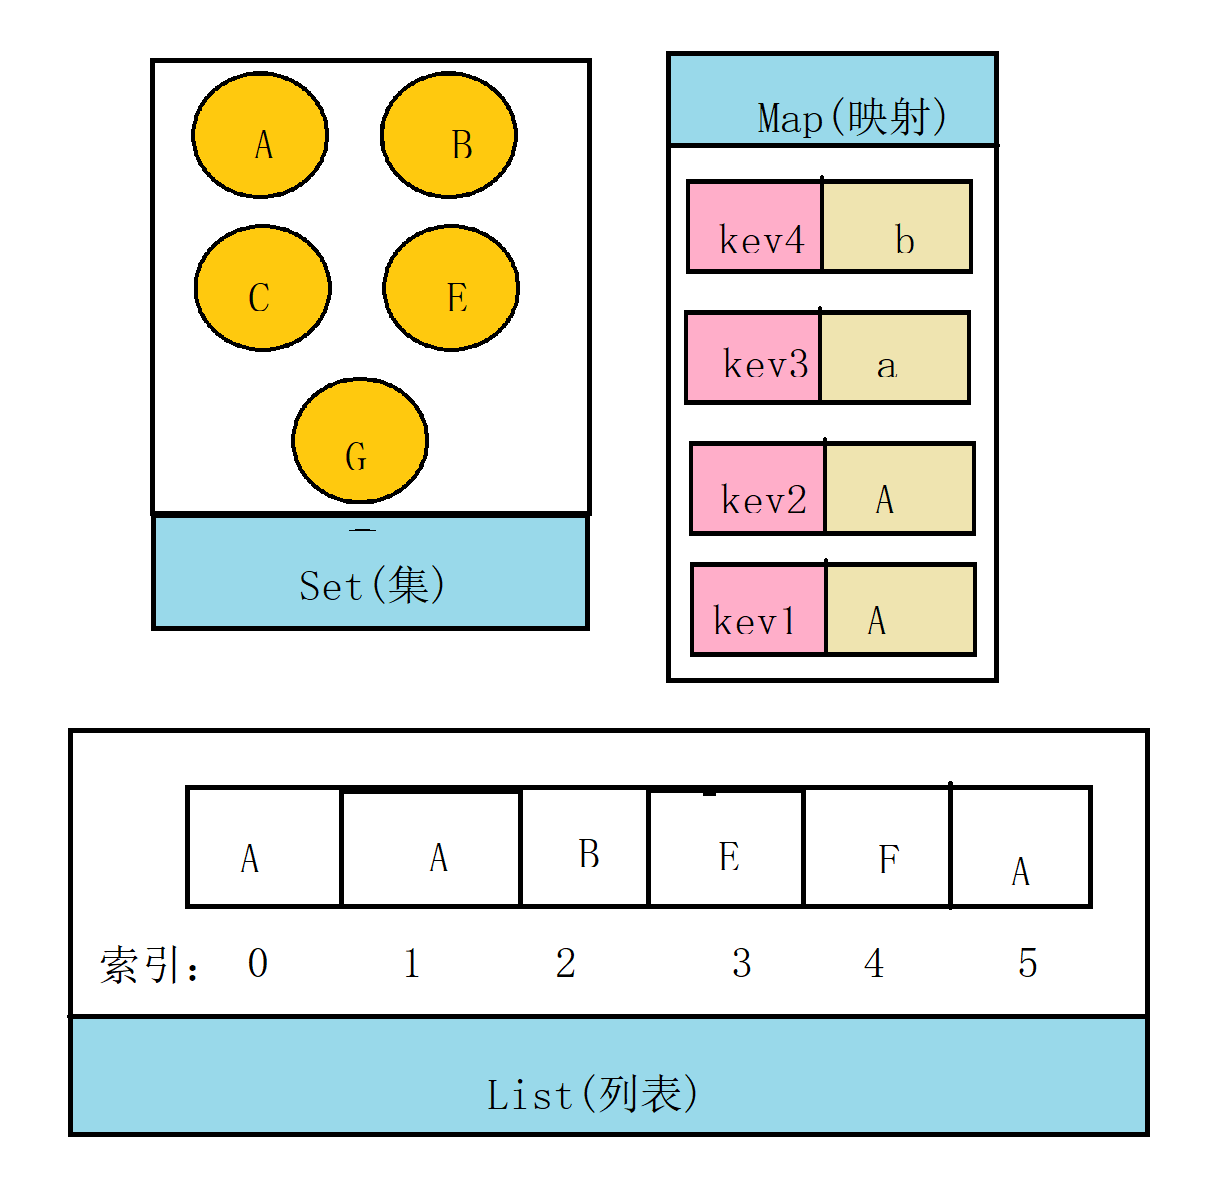 A B
C E
G
Set(集)
Map(映射)
kev4 b
kev3 a
kev2 A
kev1 A
A A B E F A
索引: 0 1 2 3 4 5
List(列表)